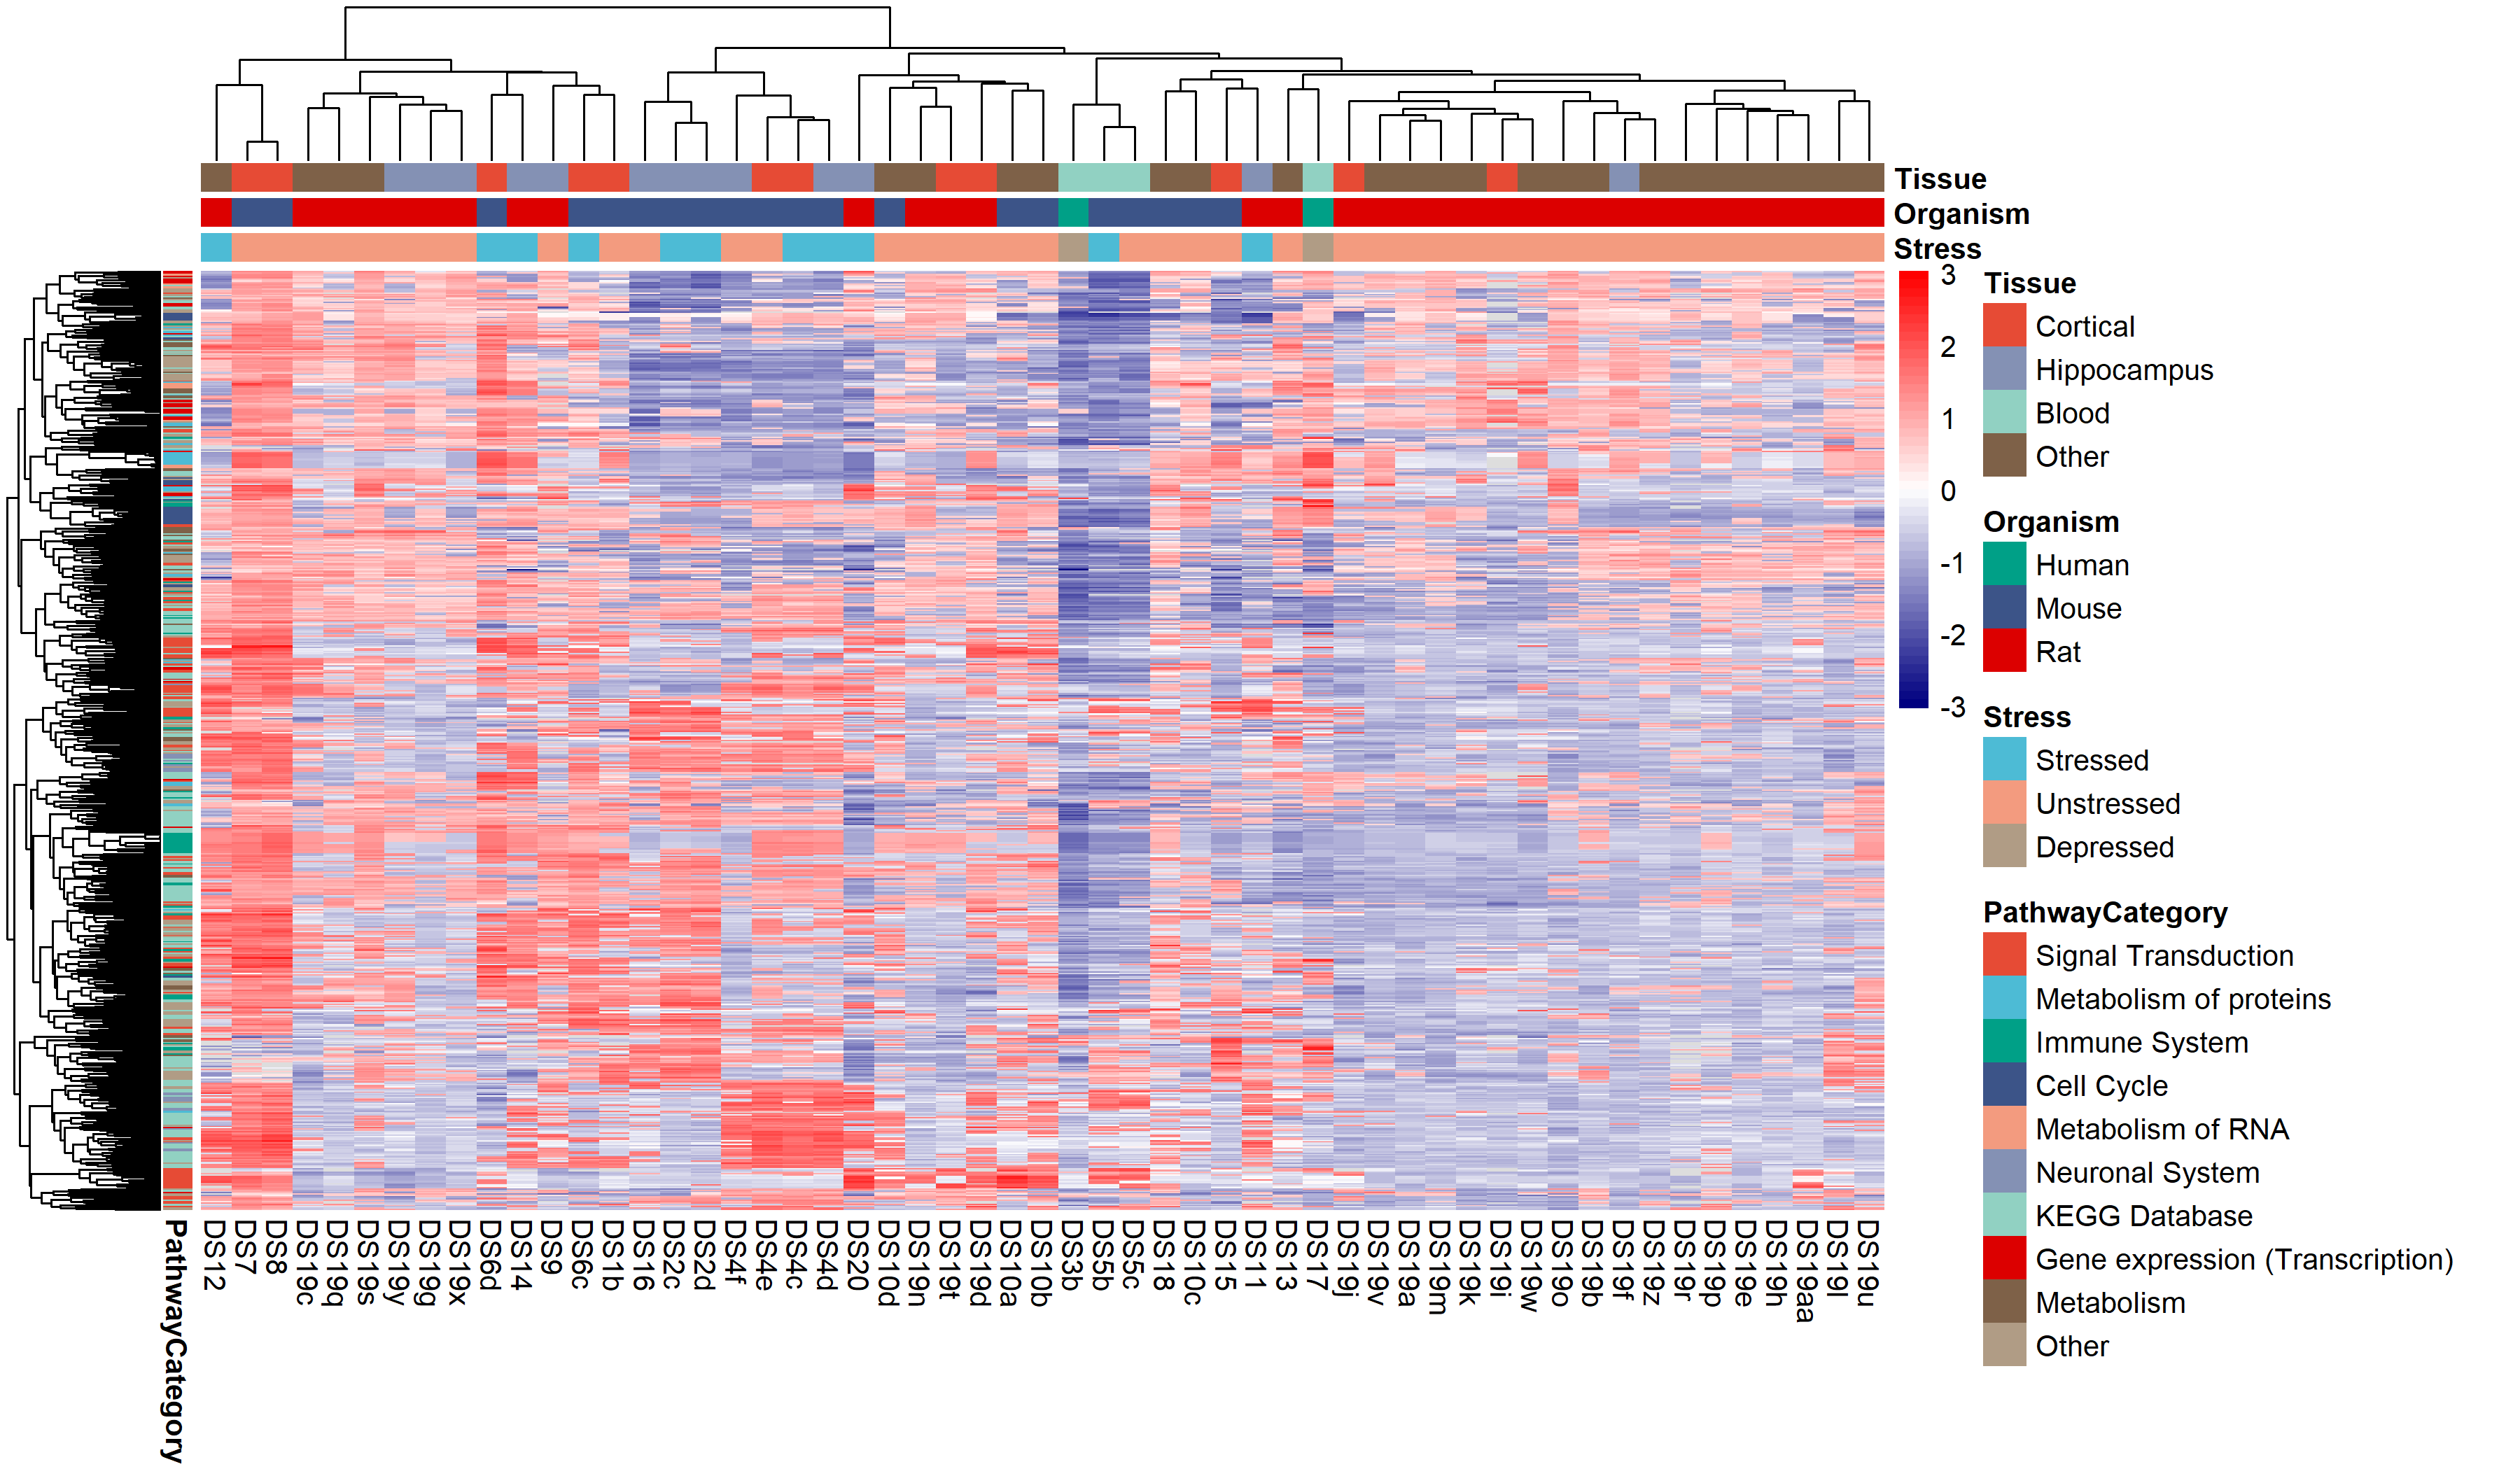 Tissue
Organism
Stress
3
2
1
0
-1
-2
-3
Tissue
Cortical
Hippocampus
Blood
Other
Organism
Human
Mouse
Rat
Stress
Stressed
Unstressed
Depressed
PathwayCategory
Signal Transduction
Metabolism of proteins
Immune System
Cell Cycle
Metabolism of RNA
Neuronal System
KEGG Database
Gene expression (Transcription)
Metabolism
Other
PathwayCategory
DS12
DS7
DS8
DS19c
DS19q
DS19s
DS19y
DS19g
DS19x
DS6d
DS14
DS9
DS6c
DS1b
DS16
DS2c
DS2d
DS4f
DS4e
DS4c
DS4d
DS20
DS10d
DS19n
DS19t
DS19d
DS10a
DS10b
DS3b
DS5b
DS5c
DS18
DS10c
DS15
DS11
DS13
DS17
DS19j
DS19v
DS19a
DS19m
DS19k
DS19i
DS19w
DS19o
DS19b
DS19f
DS19z
DS19r
DS19p
DS19e
DS19h
DS19aa
DS19l
DS19u